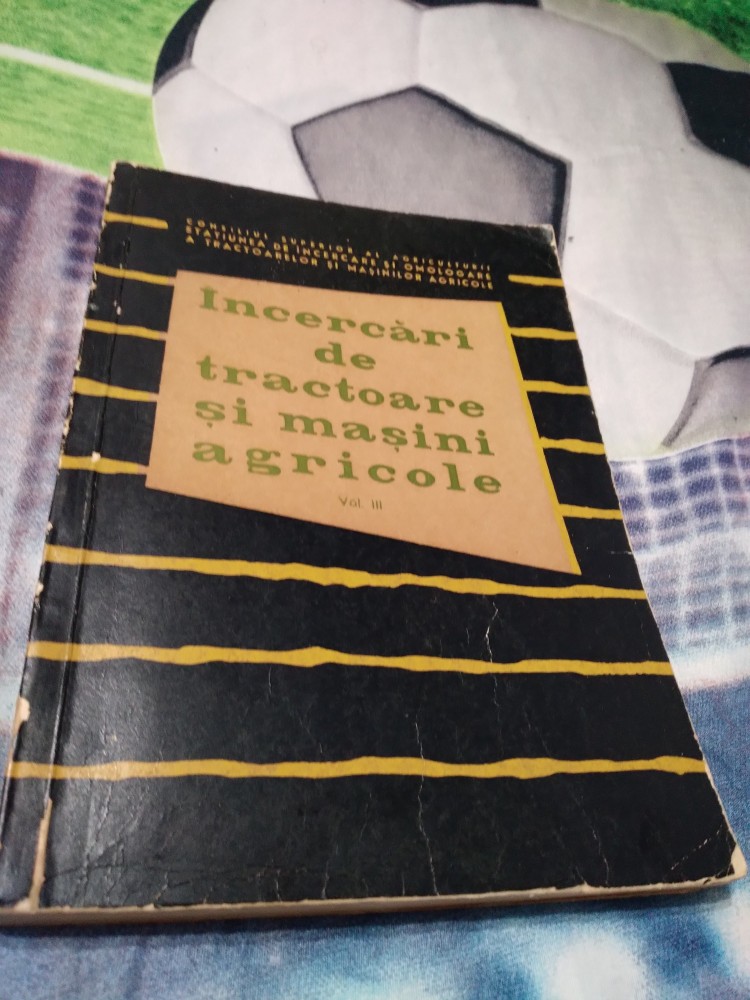 CONSILIUL SUPERIOR AL AGRICULTURII
STAȚIUNEA DE ÎNCERCARE ȘI OMOLOGARE
A TRACTOARELOR ȘI MAȘINILOR AGRICOLE
Încercări
de
tractoare
și mașini
agricole
Vol. III